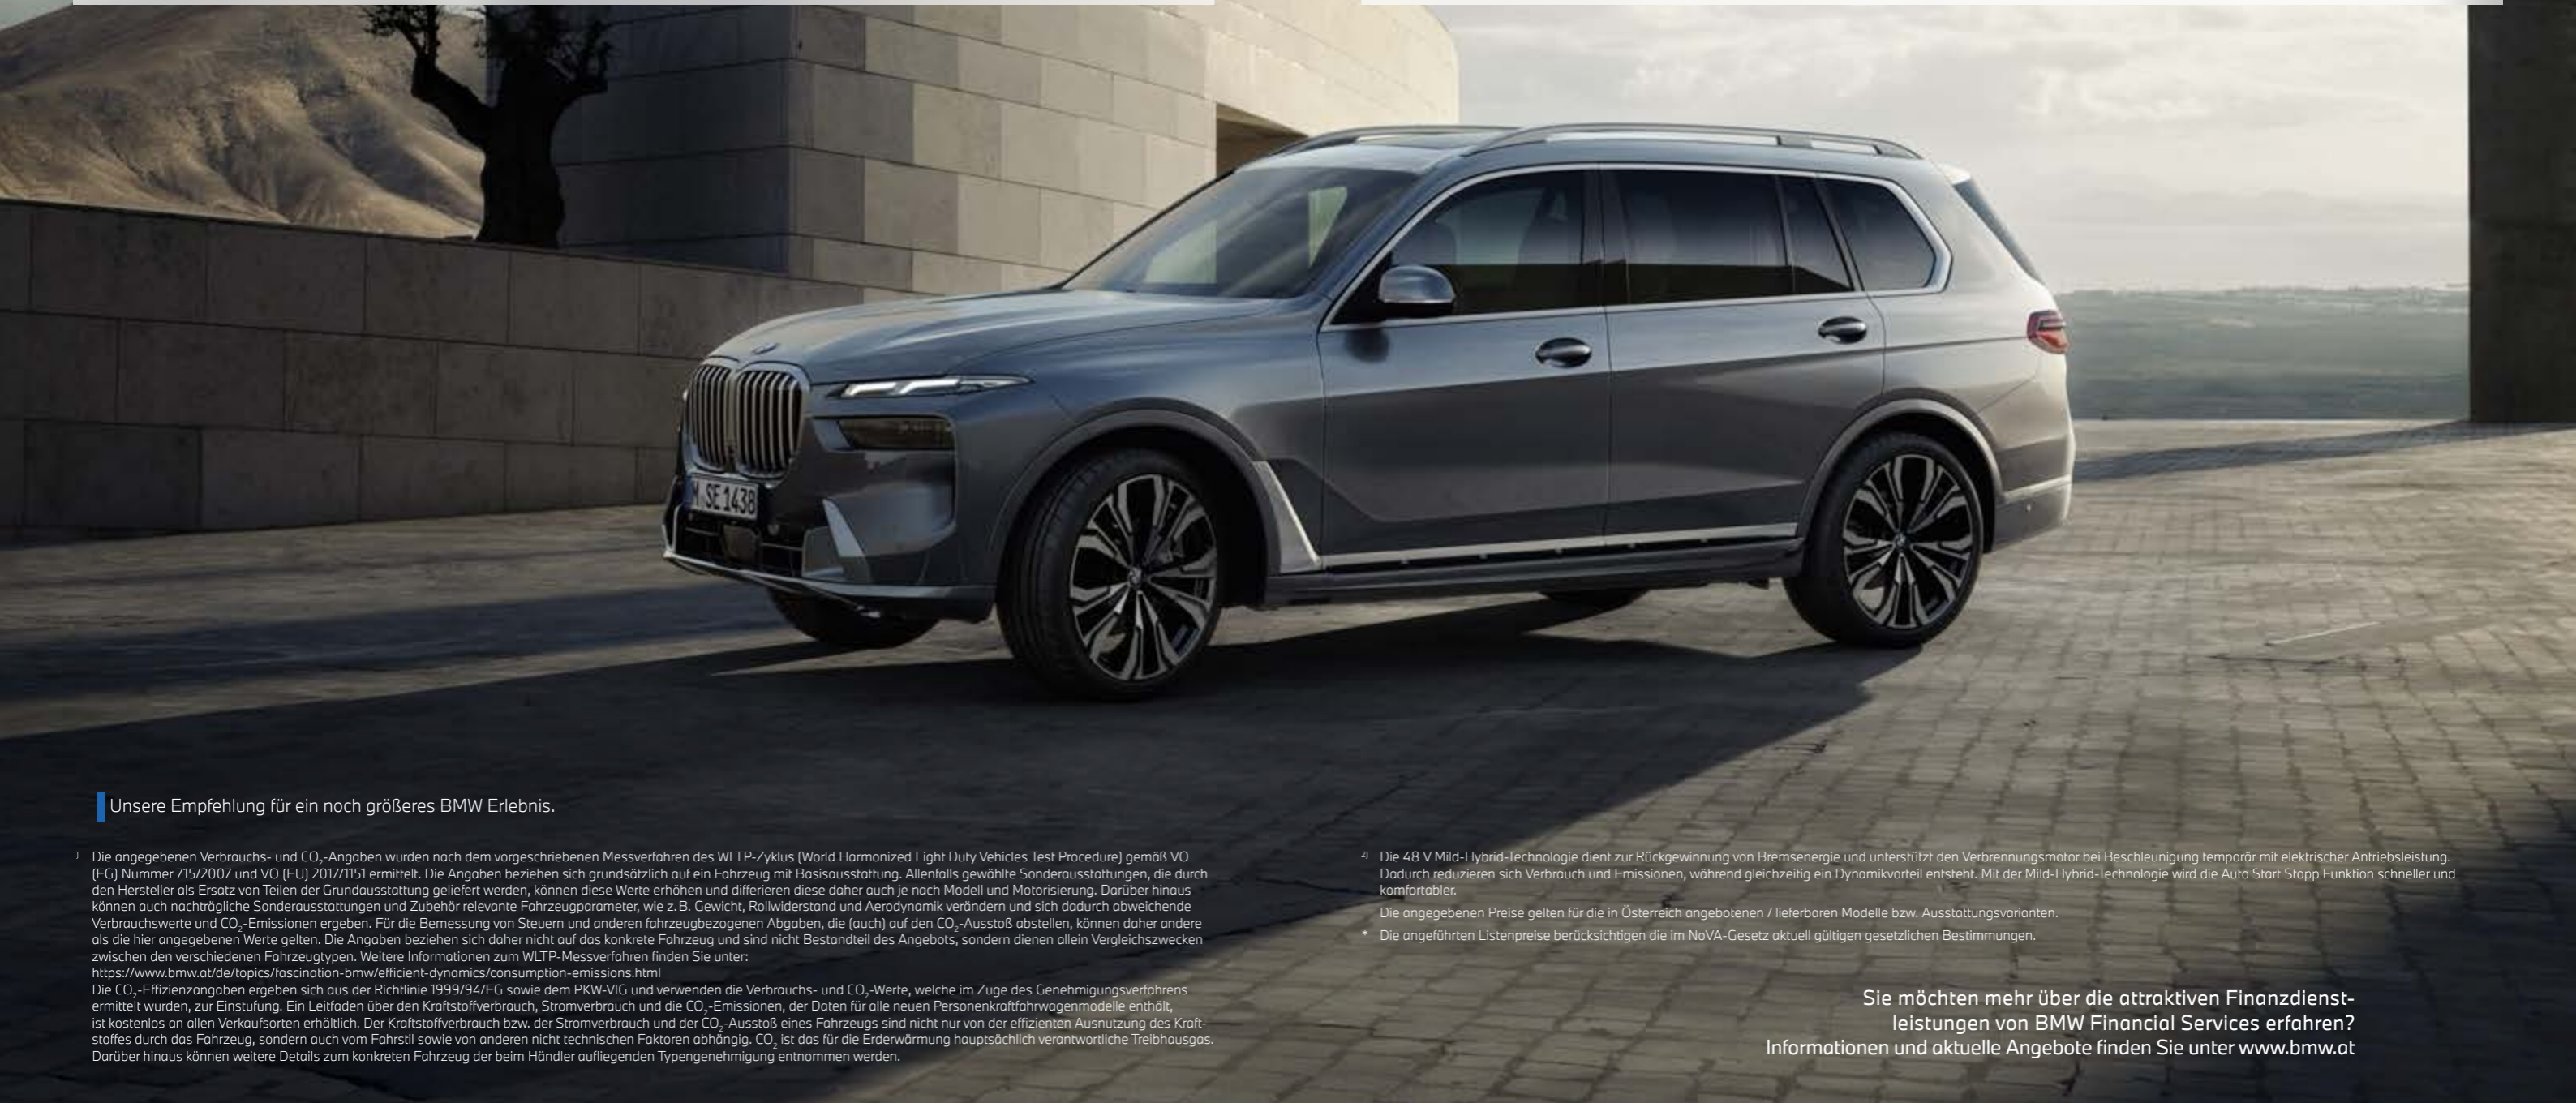 M SE 1438
Unsere Empfehlung für ein noch größeres BMW Erlebnis.
1) Die angegebenen Verbrauchs- und CO₂-Angaben wurden nach dem vorgeschriebenen Messverfahren des WLTP-Zyklus (World Harmonized Light Duty Vehicles Test Procedure) gemäß VO
(EG) Nummer 715/2007 und VO (EU) 2017/1151 ermittelt. Die Angaben beziehen sich grundsätzlich auf ein Fahrzeug mit Basisausstattung. Allenfalls gewählte Sonderausstattungen, die durch
den Hersteller als Ersatz von Teilen der Grundausstattung geliefert werden, können diese Werte erhöhen und differieren diese daher auch je nach Modell und Motorisierung. Darüber hinaus
können auch nachträgliche Sonderausstattungen und Zubehör relevante Fahrzeugparameter, wie z. B. Gewicht, Rollwiderstand und Aerodynamik verändern und sich dadurch abweichende
Verbrauchswerte und CO₂-Emissionen ergeben. Für die Bemessung von Steuern und anderen fahrzeugbezogenen Abgaben, die (auch) auf den CO₂-Ausstoß abstellen, können daher andere
als die hier angegebenen Werte gelten. Die Angaben beziehen sich daher nicht auf das konkrete Fahrzeug und sind nicht Bestandteil des Angebots, sondern dienen allein Vergleichszwecken
zwischen den verschiedenen Fahrzeugtypen. Weitere Informationen zum WLTP-Messverfahren finden Sie unter:
https://www.bmw.at/de/topics/fascination-bmw/efficient-dynamics/consumption-emissions.html
Die CO₂-Effizienzangaben ergeben sich aus der Richtlinie 1999/94/EG sowie dem PKW-VIG und verwenden die Verbrauchs- und CO₂-Werte, welche im Zuge des Genehmigungsverfahrens
ermittelt wurden, zur Einstufung. Ein Leitfaden über den Kraftstoffverbrauch, Stromverbrauch und die CO₂-Emissionen, der Daten für alle neuen Personenkraftfahrwagenmodelle enthält,
ist kostenlos an allen Verkaufsorten erhältlich. Der Kraftstoffverbrauch bzw. der Stromverbrauch und der CO₂-Ausstoß eines Fahrzeugs sind nicht nur von der effizienten Ausnutzung des Kraft-
stoffes durch das Fahrzeug, sondern auch vom Fahrstil sowie von anderen nicht technischen Faktoren abhängig. CO₂ ist das für die Erderwärmung hauptsächlich verantwortliche Treibhausgas.
Darüber hinaus können weitere Details zum konkreten Fahrzeug der beim Händler aufliegenden Typengenehmigung entnommen werden.
2) Die 48 V Mild-Hybrid-Technologie dient zur Rückgewinnung von Bremsenergie und unterstützt den Verbrennungsmotor bei Beschleunigung temporär mit elektrischer Antriebsleistung.
Dadurch reduzieren sich Verbrauch und Emissionen, während gleichzeitig ein Dynamikvorteil entsteht. Mit der Mild-Hybrid-Technologie wird die Auto Start Stopp Funktion schneller und
komfortabler.
Die angegebenen Preise gelten für die in Österreich angebotenen / lieferbaren Modelle bzw. Ausstattungsvarianten.
* Die angeführten Listenpreise berücksichtigen die im NoVA-Gesetz aktuell gültigen gesetzlichen Bestimmungen.
Sie möchten mehr über die attraktiven Finanzdienst-
leistungen von BMW Financial Services erfahren?
Informationen und aktuelle Angebote finden Sie unter www.bmw.at